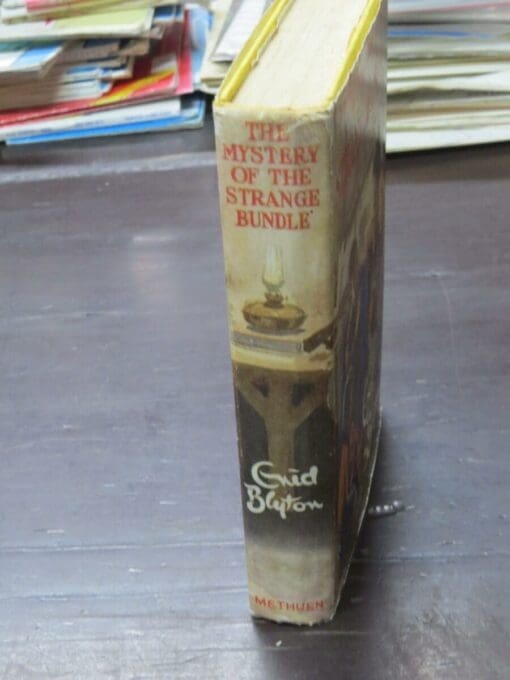 THE
MYSTERY
OF THE
STRANGE
BUNDLE
Enid
Blyton
METHUEN